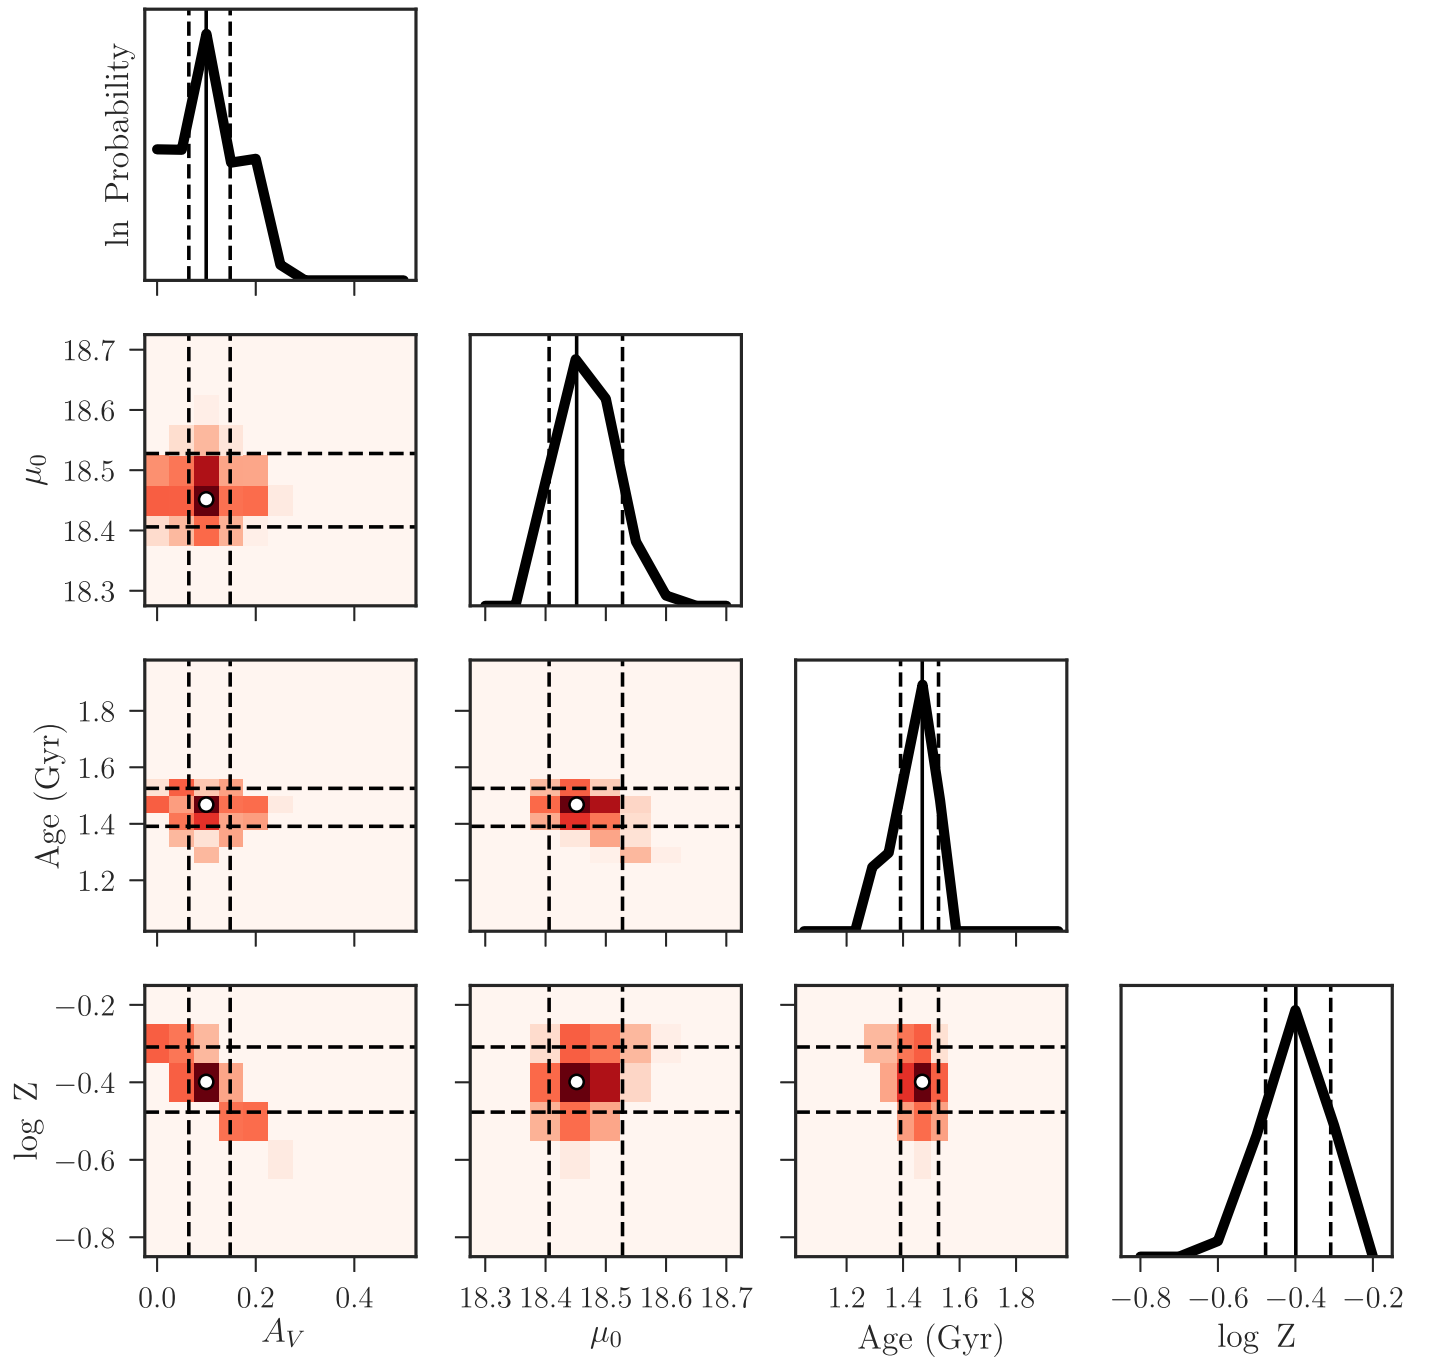 ln Probability
18.7
18.6
18.5
18.4
18.3
μ0
1.8
1.6
1.4
1.2
Age (Gyr)
−0.2
−0.4
−0.6
−0.8
log Z
0.0 0.2 0.4
18.3 18.4 18.5 18.6 18.7
1.2 1.4 1.6 1.8
−0.8 −0.6 −0.4 −0.2
AV
μ0
Age (Gyr)
log Z